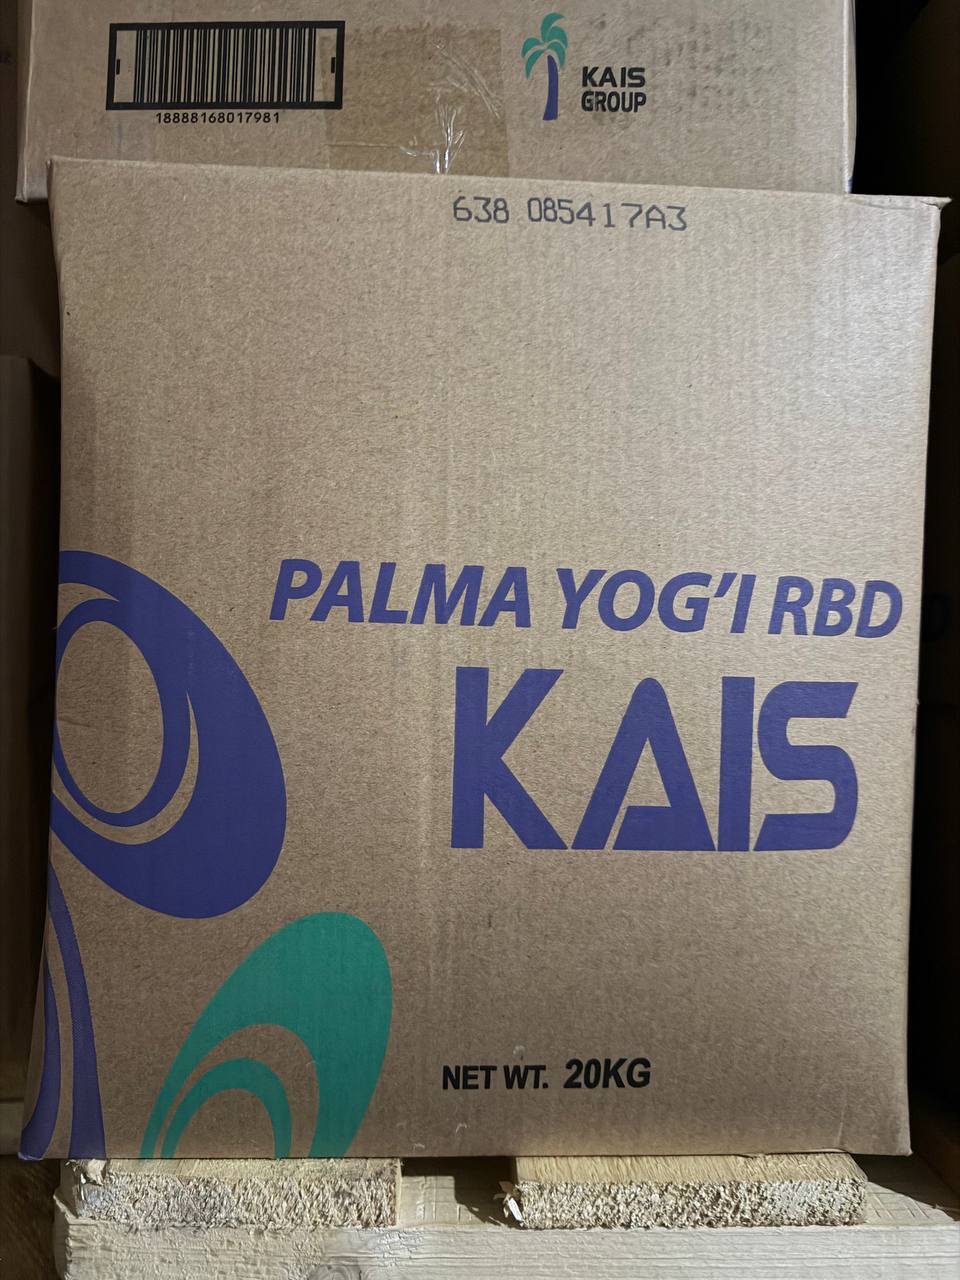 18888168017981
KAIS
GROUP
638 085417A3
PALMA YOG'I RBD
KAIS
NET WT. 20KG